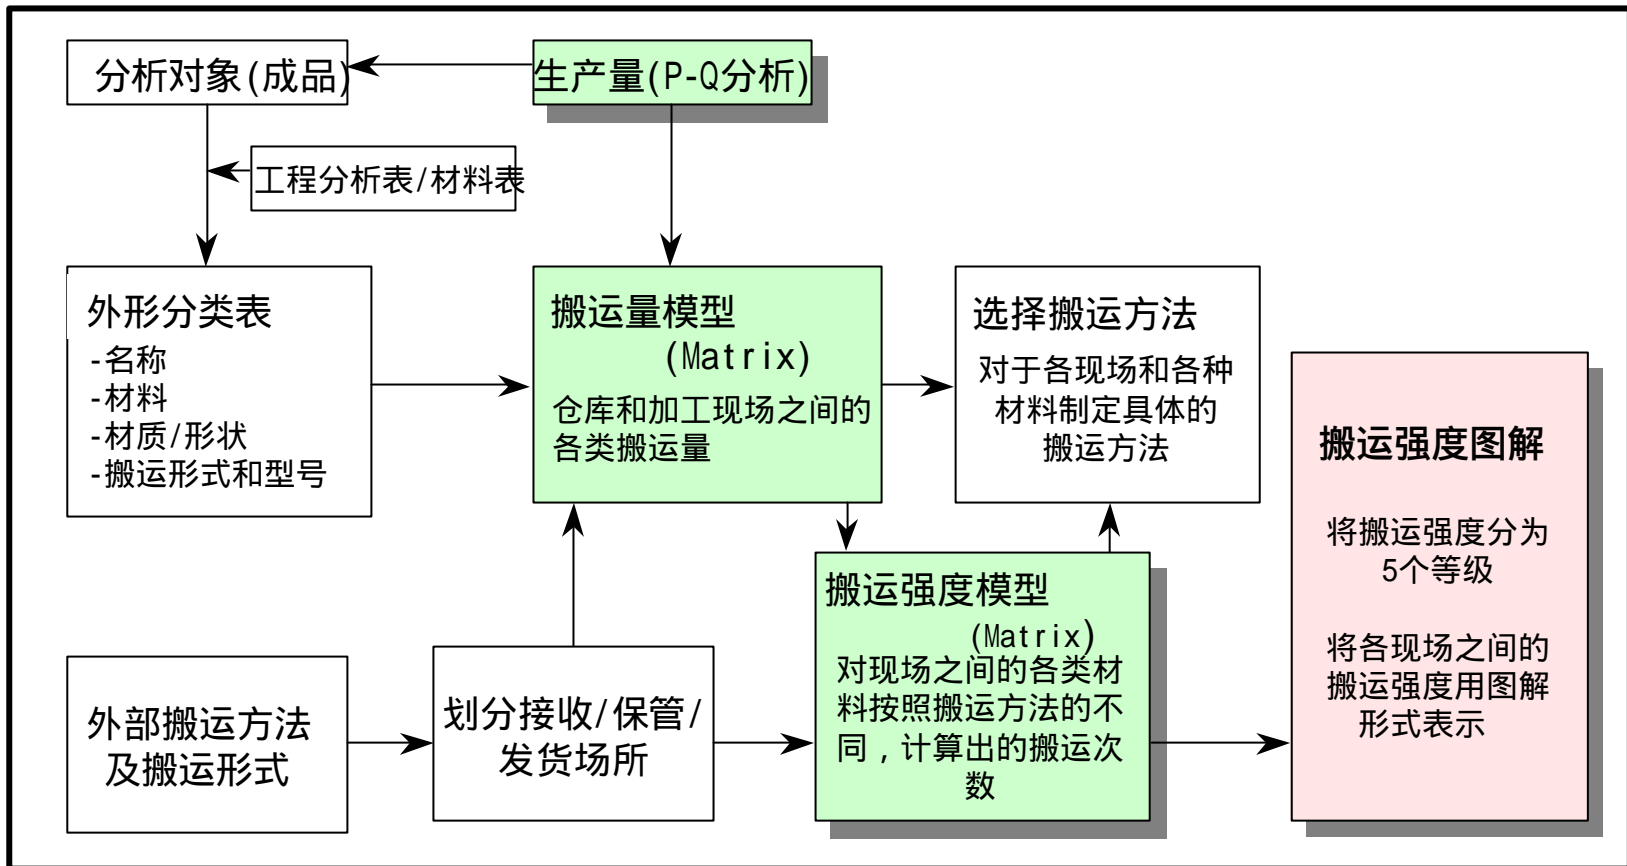 分析对象(成品)
生产量(P-Q分析)
工程分析表/材料表
外形分类表
-名称
-材料
-材质/形状
-搬运形式和型号
搬运量模型
(Matrix)
仓库和加工现场之间的
各类搬运量
选择搬运方法
对于各现场和各种
材料制定具体的
搬运方法
搬运强度图解
将搬运强度分为
5个等级
将各现场之间的
搬运强度用图解
形式表示
搬运强度模型
(Matrix)
对现场之间的各类材
料按照搬运方法的不
同,计算出的搬运次
数
外部搬运方法
及搬运形式
划分接收/保管/
发货场所